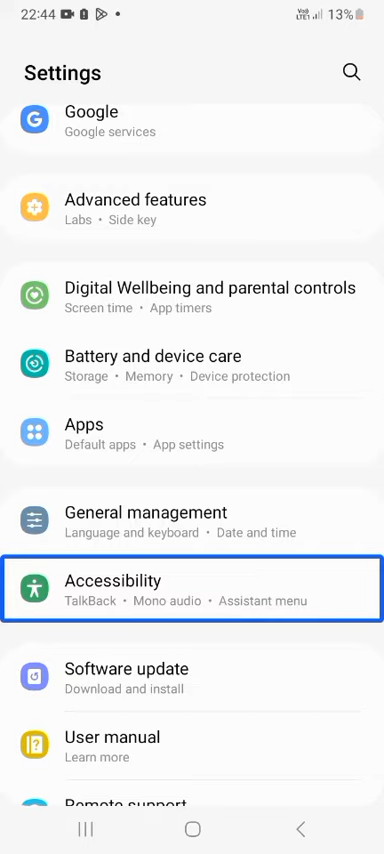 22:44 VoD LTE1 13%
Settings
Google
Google services
Advanced features
Labs • Side key
Digital Wellbeing and parental controls
Screen time • App timers
Battery and device care
Storage • Memory • Device protection
Apps
Default apps • App settings
General management
Language and keyboard • Date and time
Accessibility
TalkBack • Mono audio • Assistant menu
Software update
Download and install
User manual
Learn more
Remote support